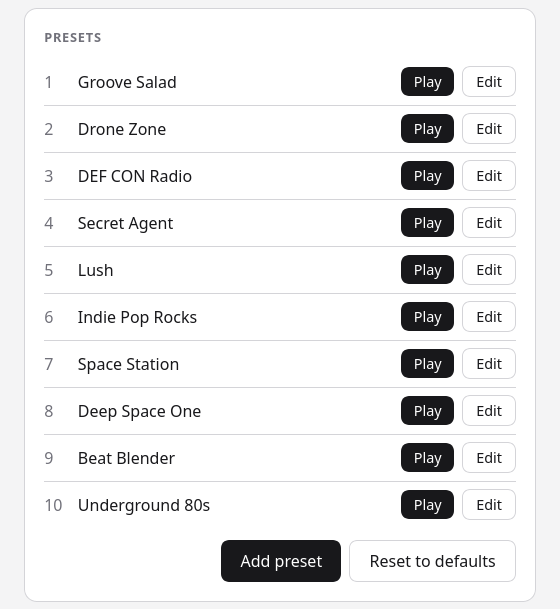 PRESETS
1 Groove Salad Play Edit
2 Drone Zone Play Edit
3 DEF CON Radio Play Edit
4 Secret Agent Play Edit
5 Lush Play Edit
6 Indie Pop Rocks Play Edit
7 Space Station Play Edit
8 Deep Space One Play Edit
9 Beat Blender Play Edit
10 Underground 80s Play Edit
Add preset Reset to defaults